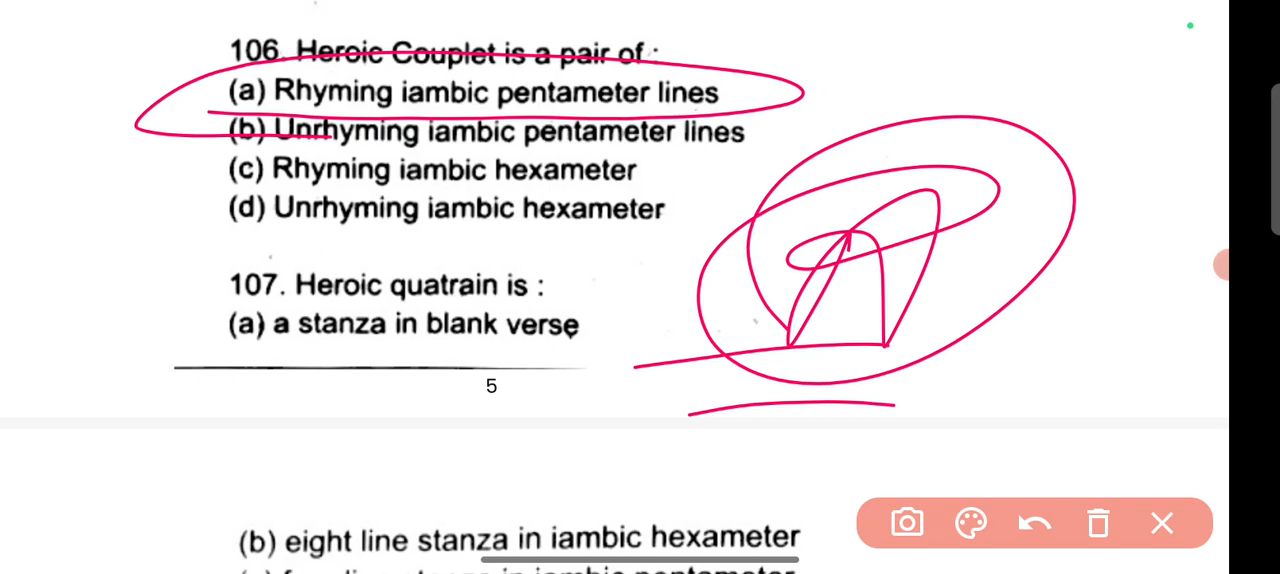 106. Heroic Couplet is a pair of :
(a) Rhyming iambic pentameter lines
(b) Unrhyming iambic pentameter lines
(c) Rhyming iambic hexameter
(d) Unrhyming iambic hexameter
107. Heroic quatrain is :
(a) a stanza in blank verse
5
(b) eight line stanza in iambic hexameter